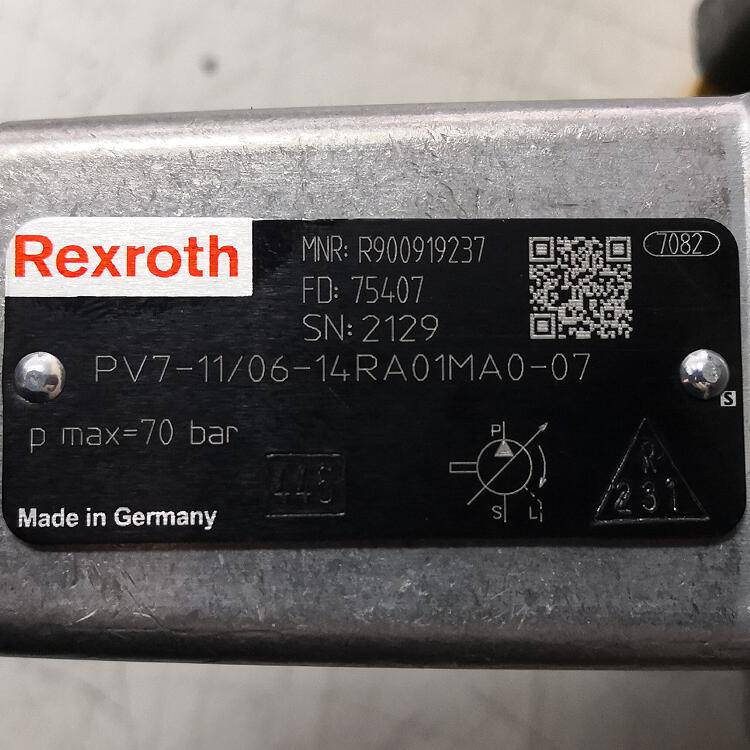 Rexroth
MNR: R900919237
7082
FD: 75407
SN: 2129
PV7-11/06-14RA01MA0-07
S
p max=70 bar
P
S
L
44S
R
231
Made in Germany